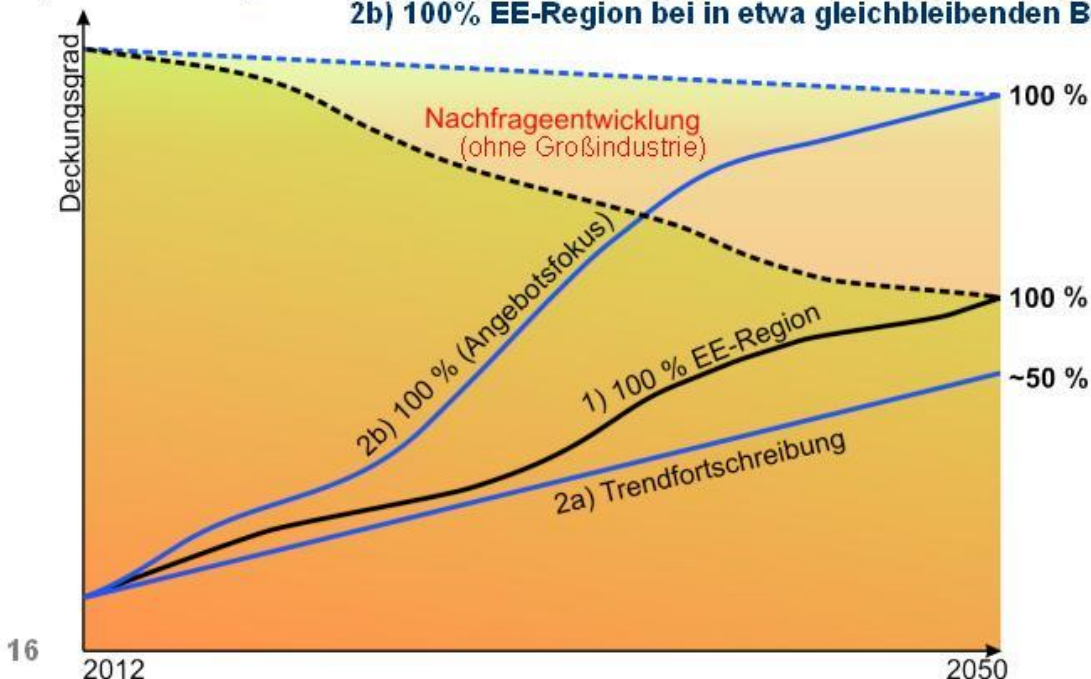 2b) 100% EE-Region bei in etwa gleichbleibenden B
Deckungsgrad
100 %
Nachfrageentwicklung
(ohne Großindustrie)
2b) 100 % (Angebotsfokus)
100 %
1) 100 % EE-Region
~50 %
2a) Trendfortschreibung
16
2012
2050